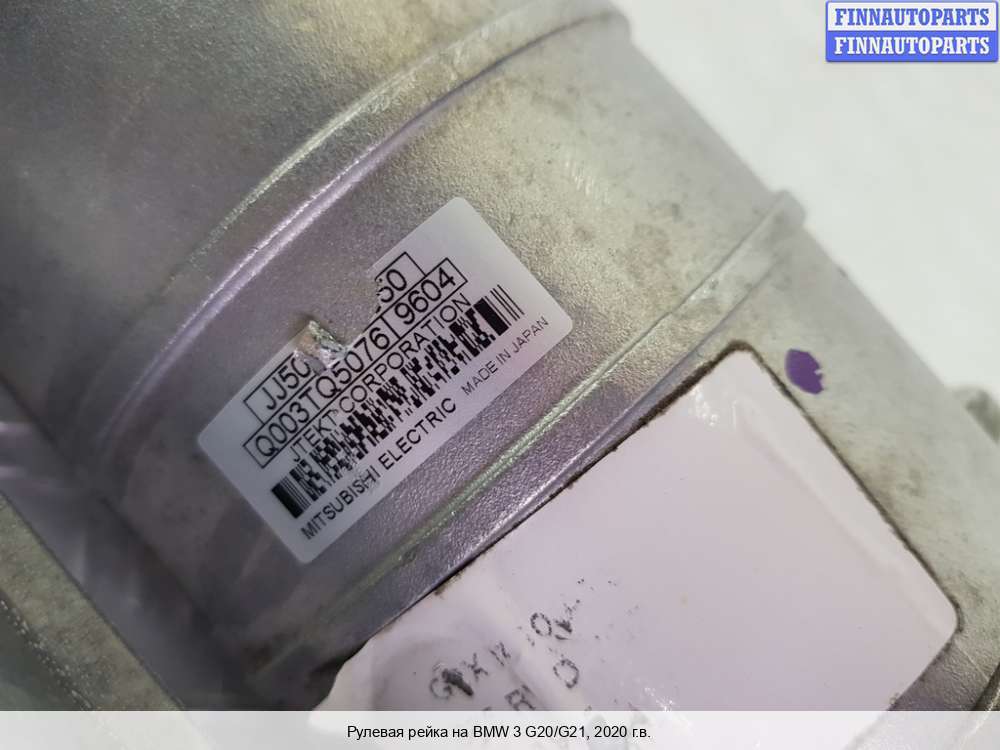 FINNAUTOPARTS
FINNAUTOPARTS
Q003TQ5076 9604
JTEKT CORPORATION
MITSUBISHI ELECTRIC MADE IN JAPAN
Рулевая рейка на BMW 3 G20/G21, 2020 г.в.